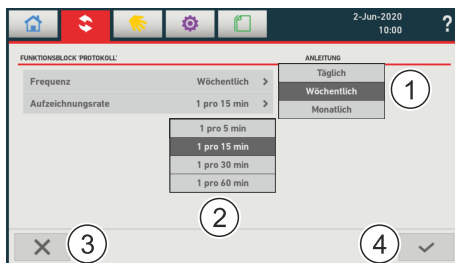 2-Jun-2020
10:00
?
FUNKTIONSBLOCK 'PROTOKOLL'
ANLEITUNG
Frequenz Wöchentlich >
Aufzeichnungsrate 1 pro 15 min >
Täglich
Wöchentlich
Monatlich
1
1 pro 5 min
1 pro 15 min
1 pro 30 min
1 pro 60 min
2
3
4